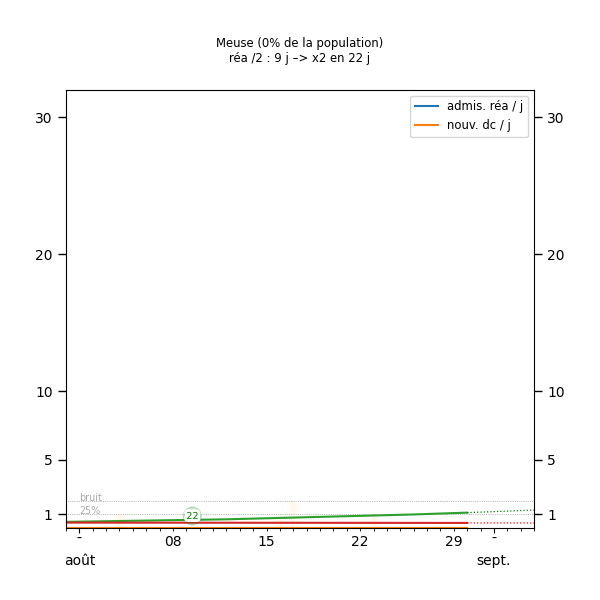 Meuse (0% de la population)
réa /2 : 9 j –> x2 en 22 j
admis. réa / j
nouv. dc / j
30 30
20 20
10 10
5 5
bruit
25%
1 22 1
- 08 15 22 29 -
août sept.